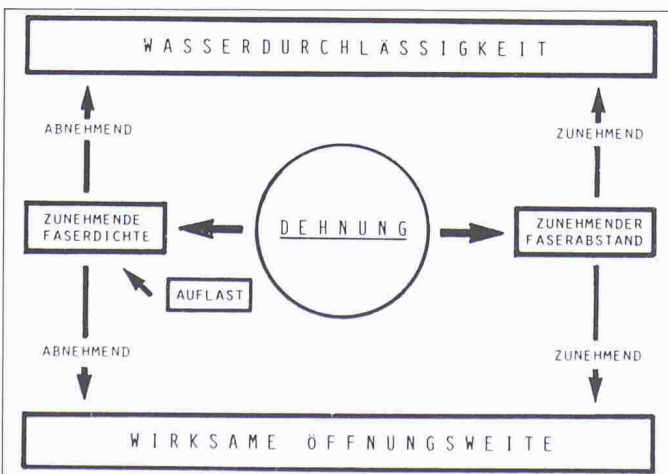 WASSERDURCHLÄSSIGKEIT
ABNEHMEND
ZUNEHMEND
ZUNEHMENDE
FASERDICHTE
DEHNUNG
ZUNEHMENDER
FASERABSTAND
AUFLAST
ABNEHMEND
ZUNEHMEND
WIRKSAME ÖFFNUNGSWEITE